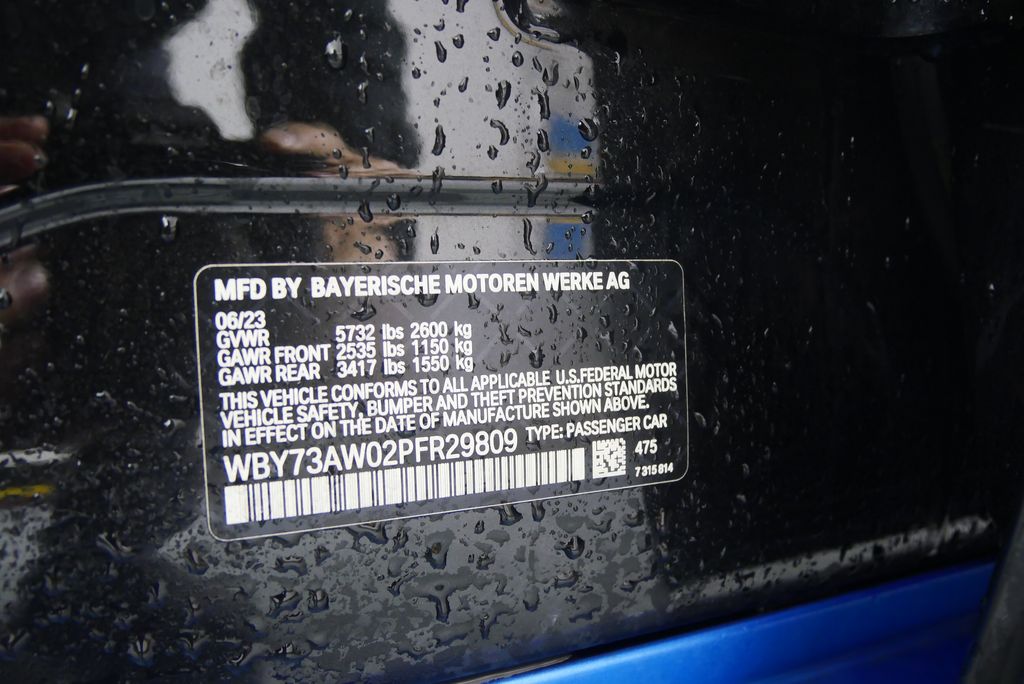 MFD BY BAYERISCHE MOTOREN WERKE AG
06/23
GVWR 5732 lbs 2600 kg
GAWR FRONT 2535 lbs 1150 kg
GAWR REAR 3417 lbs 1550 kg
THIS VEHICLE CONFORMS TO ALL APPLICABLE U.S.FEDERAL MOTOR
VEHICLE SAFETY, BUMPER AND THEFT PREVENTION STANDARDS
IN EFFECT ON THE DATE OF MANUFACTURE SHOWN ABOVE.
WBY73AW02PFR29809 TYPE: PASSENGER CAR
475
7 315 814